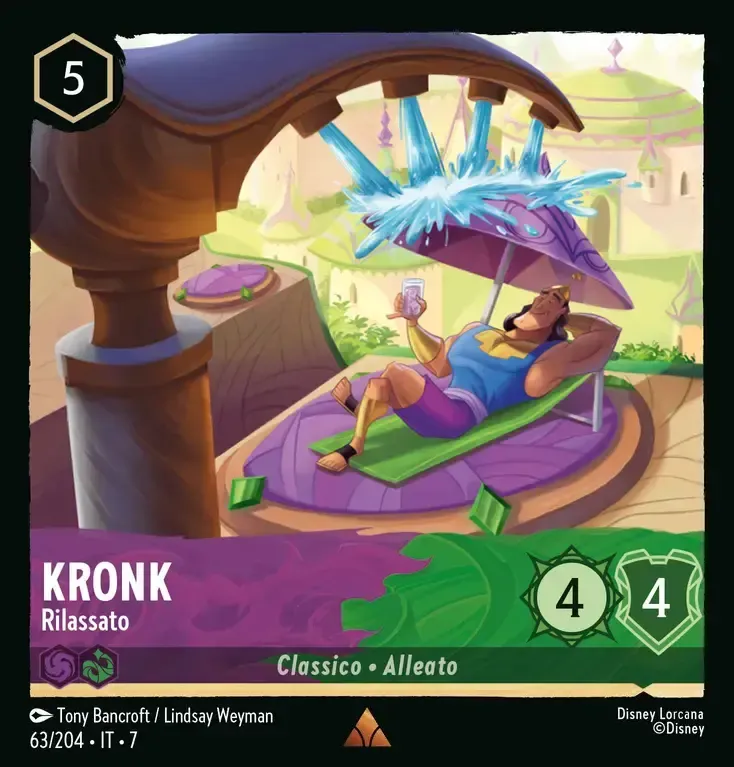 5
KRONK
Rilassato
4 4
Classico • Alleato
Tony Bancroft / Lindsay Weyman
63/204 • IT • 7
Disney Lorcana
©Disney